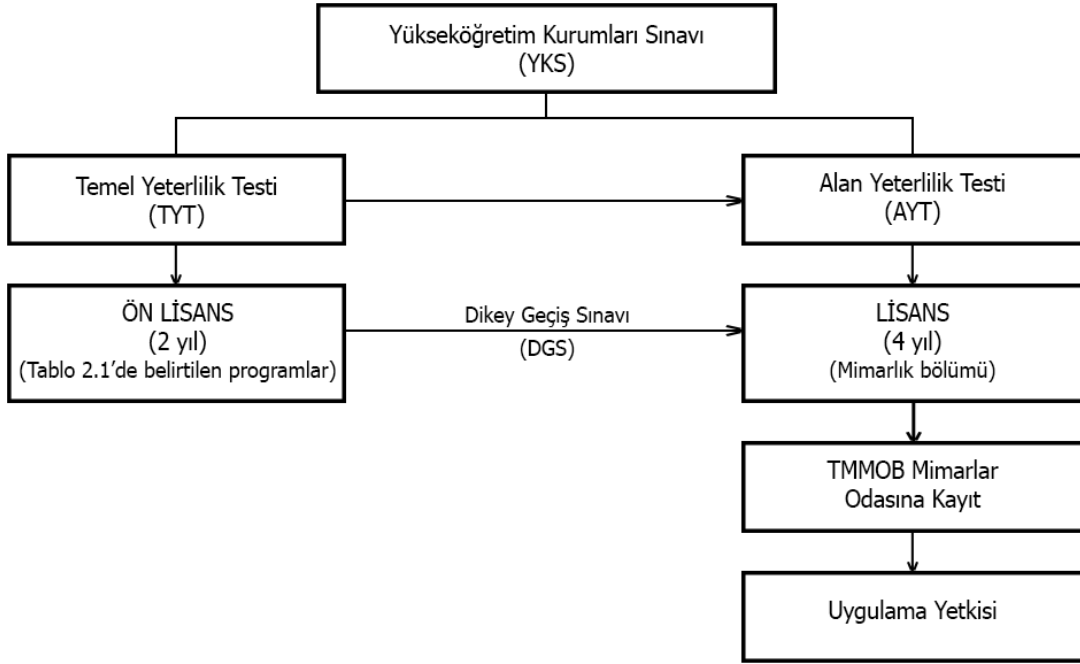 Yükseköğretim Kurumları Sınavı
(YKS)
Temel Yeterlilik Testi
(TYT)
Alan Yeterlilik Testi
(AYT)
ÖN LİSANS
(2 yıl)
(Tablo 2.1’de belirtilen programlar)
Dikey Geçiş Sınavı
(DGS)
LİSANS
(4 yıl)
(Mimarlık bölümü)
TMMOB Mimarlar
Odasına Kayıt
Uygulama Yetkisi